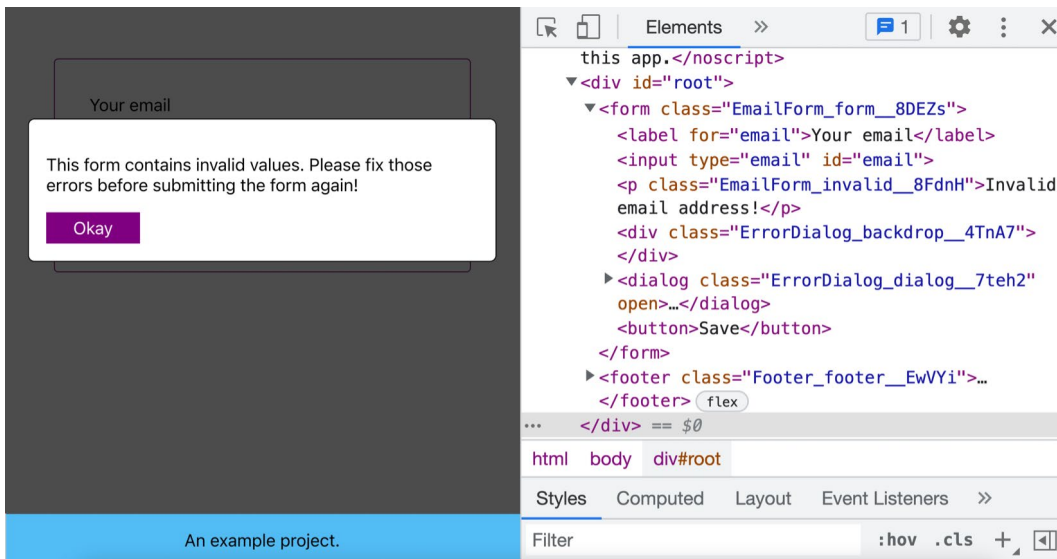 Your email
This form contains invalid values. Please fix those
errors before submitting the form again!
Okay
An example project.
Elements
1
this app.</noscript>
<div id="root">
<form class="EmailForm_form__8DEZs">
<label for="email">Your email</label>
<input type="email" id="email">
<p class="EmailForm_invalid__8FdnH">Invalid
email address!</p>
<div class="ErrorDialog_backdrop__4TnA7">
</div>
<dialog class="ErrorDialog_dialog__7teh2"
open>…</dialog>
<button>Save</button>
</form>
<footer class="Footer_footer__EwVYi">…
</footer> flex
… </div> == $0
html body div#root
Styles Computed Layout Event Listeners
Filter :hov .cls